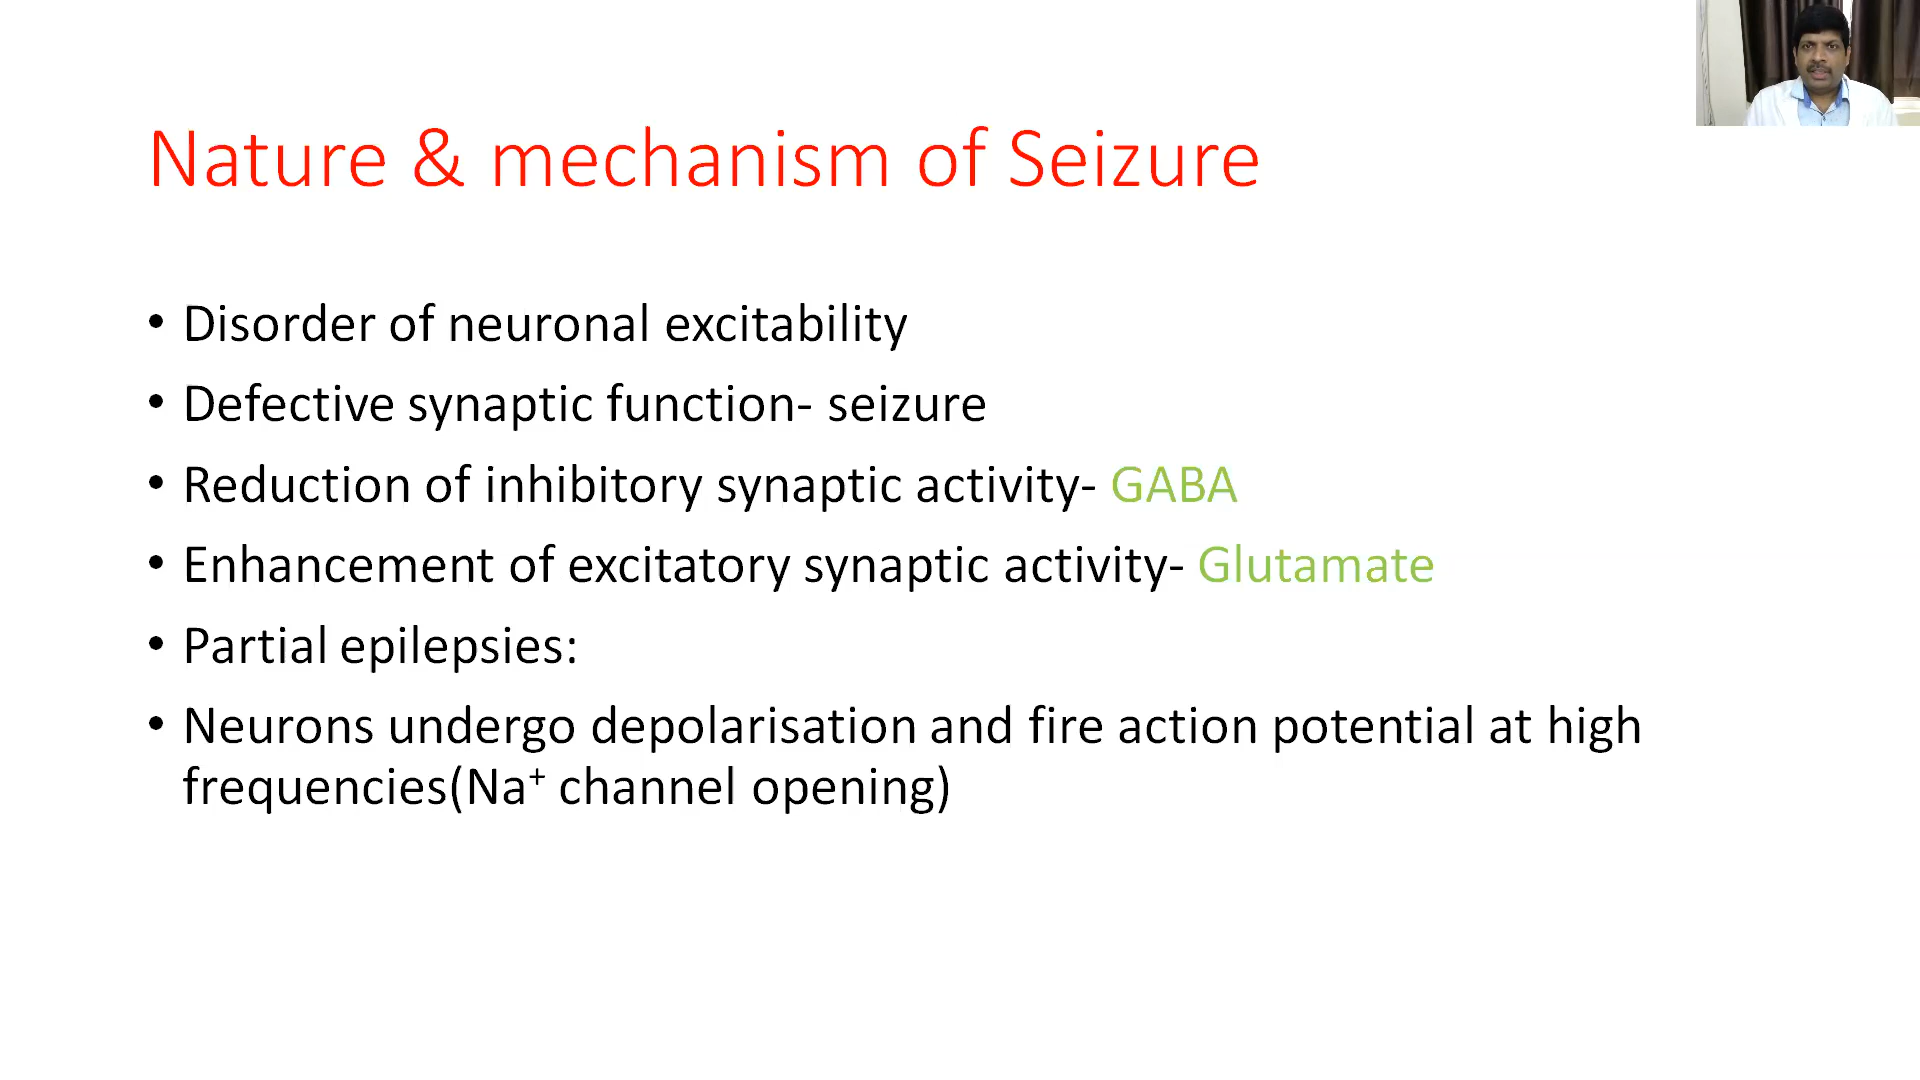 Nature & mechanism of Seizure
• Disorder of neuronal excitability
• Defective synaptic function- seizure
• Reduction of inhibitory synaptic activity- GABA
• Enhancement of excitatory synaptic activity- Glutamate
• Partial epilepsies:
• Neurons undergo depolarisation and fire action potential at high
frequencies(Na⁺ channel opening)